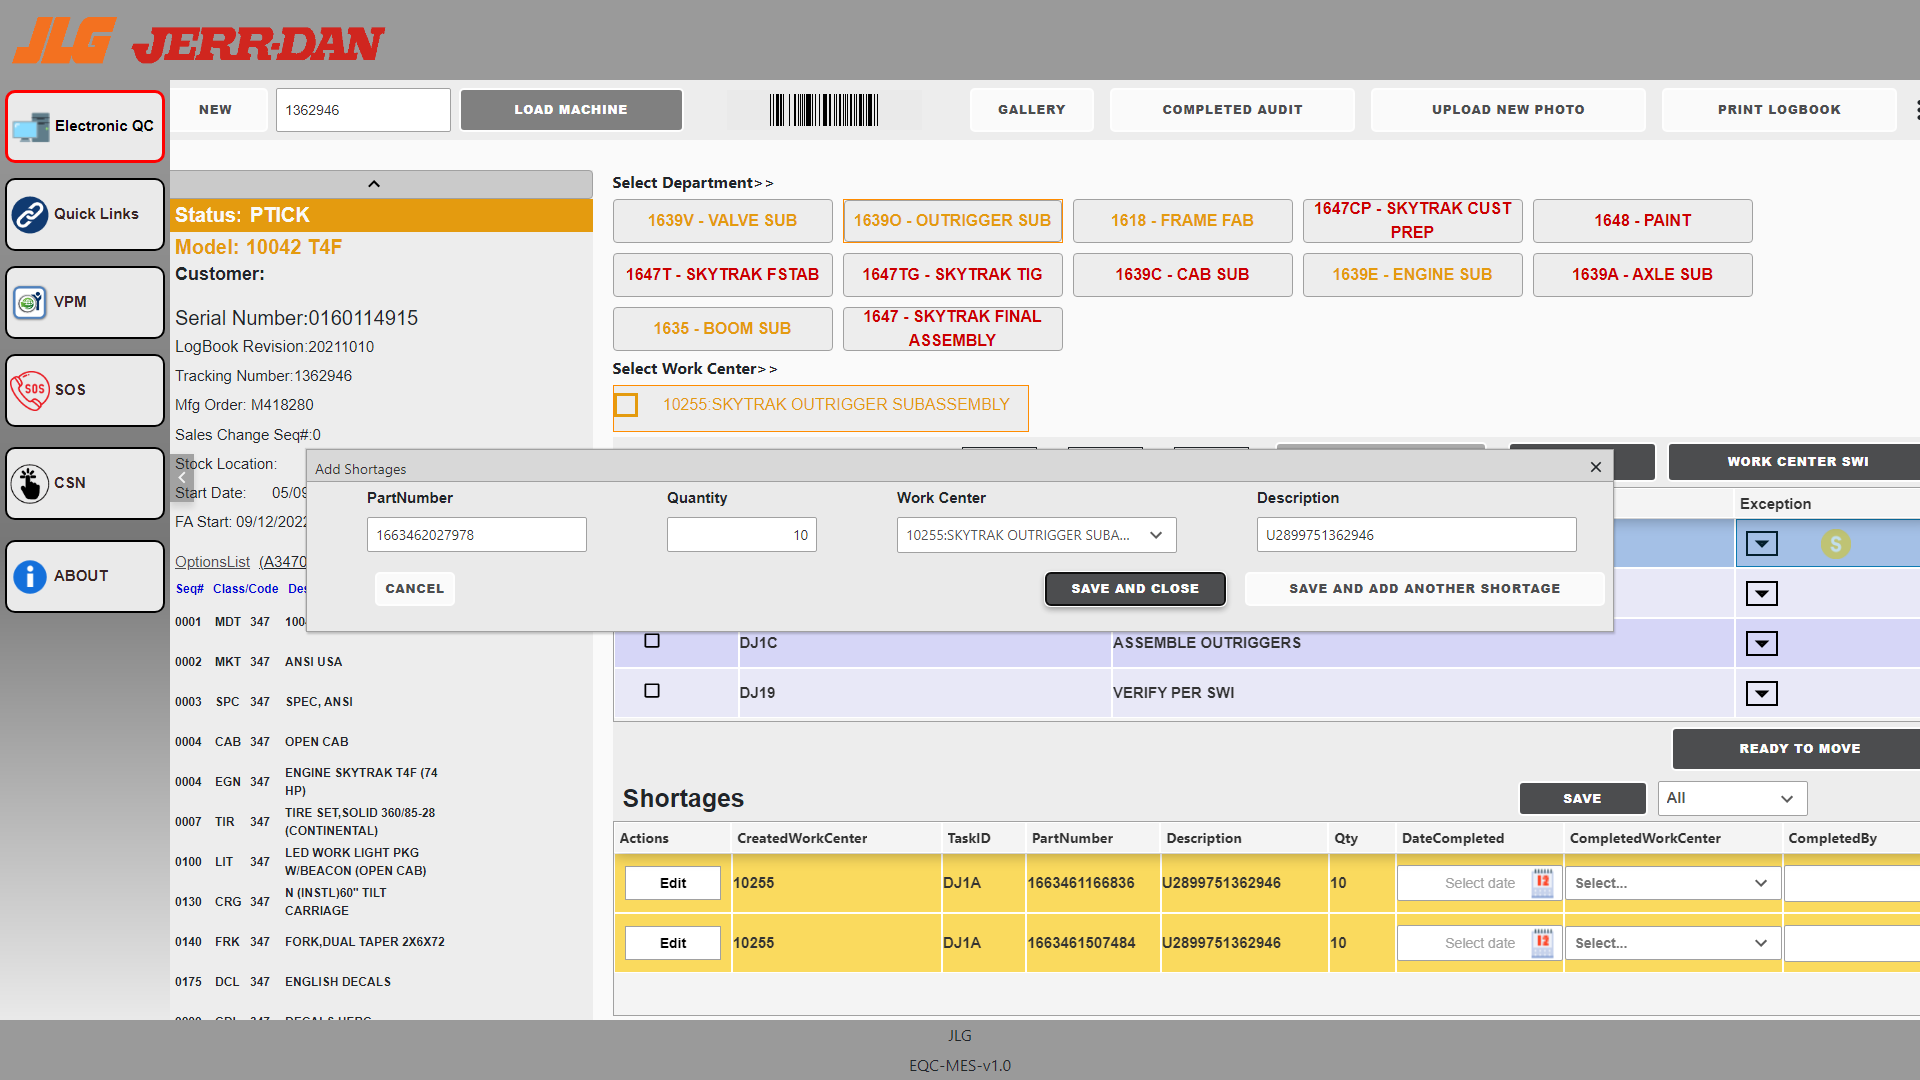 JLG JERR-DAN
Electronic QC
Quick Links
VPM
SOS
SOS
CSN
ABOUT
NEW
1362946
LOAD MACHINE
GALLERY
COMPLETED AUDIT
UPLOAD NEW PHOTO
PRINT LOGBOOK
Status: PTICK
Model: 10042 T4F
Customer:
Serial Number:0160114915
LogBook Revision:20211010
Tracking Number:1362946
Mfg Order: M418280
Sales Change Seq#:0
Stock Location:
Start Date: 05/09
FA Start: 09/12/2022
OptionsList (A3470
Seq# Class/Code Des
0001 MDT 347 100
0002 MKT 347 ANSI USA
0003 SPC 347 SPEC, ANSI
0004 CAB 347 OPEN CAB
0004 EGN 347 ENGINE SKYTRAK T4F (74
HP)
0007 TIR 347 TIRE SET,SOLID 360/85-28
(CONTINENTAL)
0100 LIT 347 LED WORK LIGHT PKG
W/BEACON (OPEN CAB)
0130 CRG 347 N (INSTL)60" TILT
CARRIAGE
0140 FRK 347 FORK,DUAL TAPER 2X6X72
0175 DCL 347 ENGLISH DECALS
Select Department>>
1639V - VALVE SUB
1639O - OUTRIGGER SUB
1618 - FRAME FAB
1647CP - SKYTRAK CUST
PREP
1648 - PAINT
1647T - SKYTRAK FSTAB
1647TG - SKYTRAK TIG
1639C - CAB SUB
1639E - ENGINE SUB
1639A - AXLE SUB
1635 - BOOM SUB
1647 - SKYTRAK FINAL
ASSEMBLY
Select Work Center>>
10255:SKYTRAK OUTRIGGER SUBASSEMBLY
WORK CENTER SWI
Exception
S
Add Shortages
PartNumber Quantity Work Center Description
1663462027978 10 10255:SKYTRAK OUTRIGGER SUBA... U2899751362946
CANCEL SAVE AND CLOSE SAVE AND ADD ANOTHER SHORTAGE
DJ1C ASSEMBLE OUTRIGGERS
DJ19 VERIFY PER SWI
READY TO MOVE
Shortages
SAVE
All
Actions CreatedWorkCenter TaskID PartNumber Description Qty DateCompleted CompletedWorkCenter CompletedBy
Edit 10255 DJ1A 1663461166836 U2899751362946 10 Select date 12 Select...
Edit 10255 DJ1A 1663461507484 U2899751362946 10 Select date 12 Select...
JLG
EQC-MES-v1.0